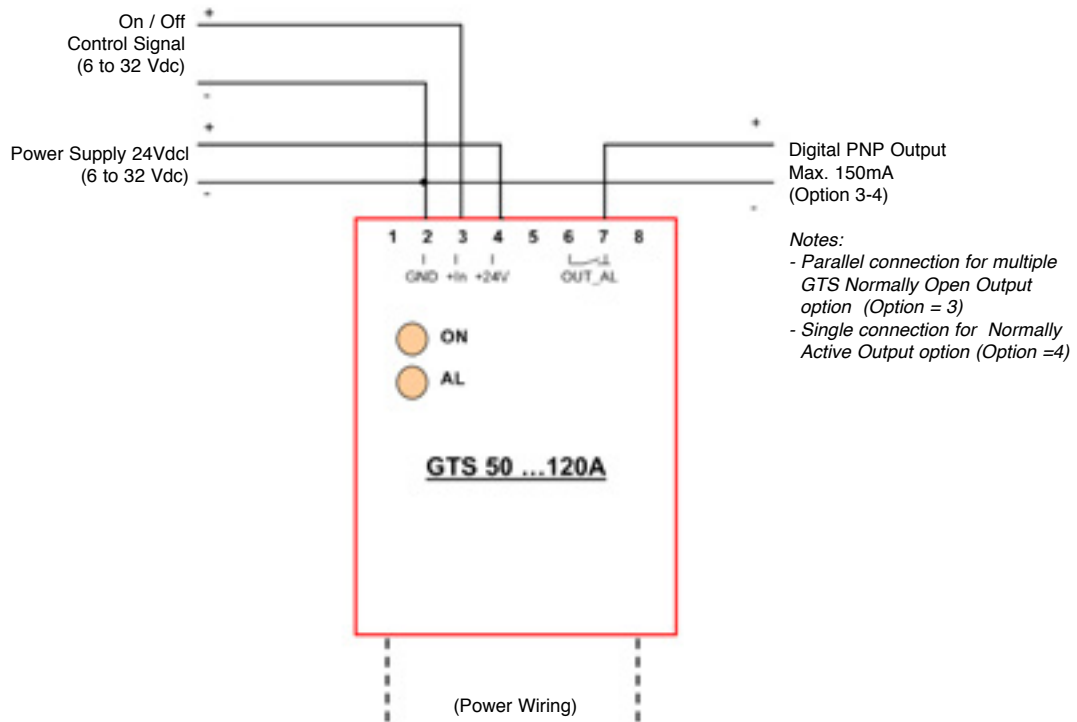 On / Off
Control Signal
(6 to 32 Vdc)
+
-
+
Power Supply 24Vdcl
(6 to 32 Vdc)
-
+
Digital PNP Output
Max. 150mA
(Option 3-4)
-
Notes:
- Parallel connection for multiple
GTS Normally Open Output
option (Option = 3)
- Single connection for Normally
Active Output option (Option =4)
1 2 3 4 5 6 7 8
GND +In +24V OUT_AL
ON
AL
GTS 50 ...120A
(Power Wiring)